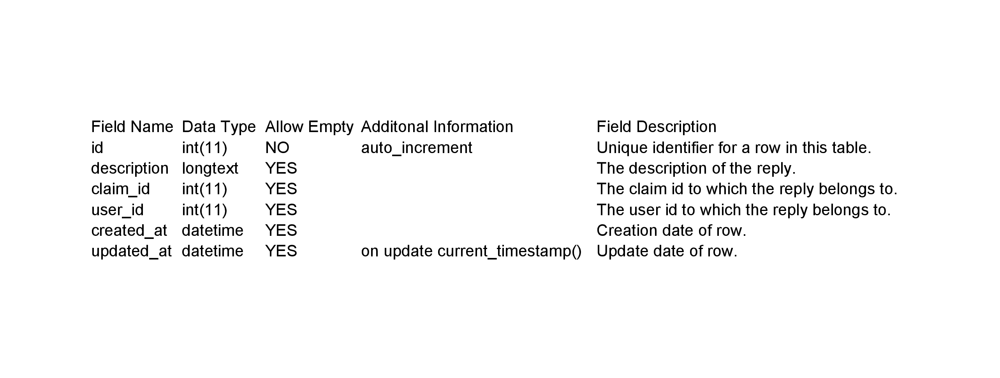 Field Name Data Type Allow Empty Additonal Information Field Description
id int(11) NO auto_increment Unique identifier for a row in this table.
description longtext YES The description of the reply.
claim_id int(11) YES The claim id to which the reply belongs to.
user_id int(11) YES The user id to which the reply belongs to.
created_at datetime YES Creation date of row.
updated_at datetime YES on update current_timestamp() Update date of row.